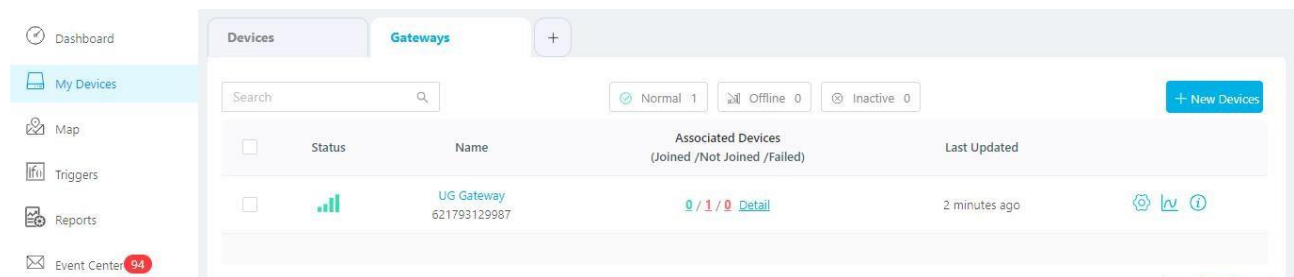 Dashboard
My Devices
Map
Triggers
Reports
Event Center 94
Devices Gateways +
Search
Normal 1 Offline 0 Inactive 0
+ New Devices
Status Name Associated Devices Last Updated
(Joined /Not Joined /Failed)
UG Gateway
621793129987
0 / 1 / 0 Detail
2 minutes ago